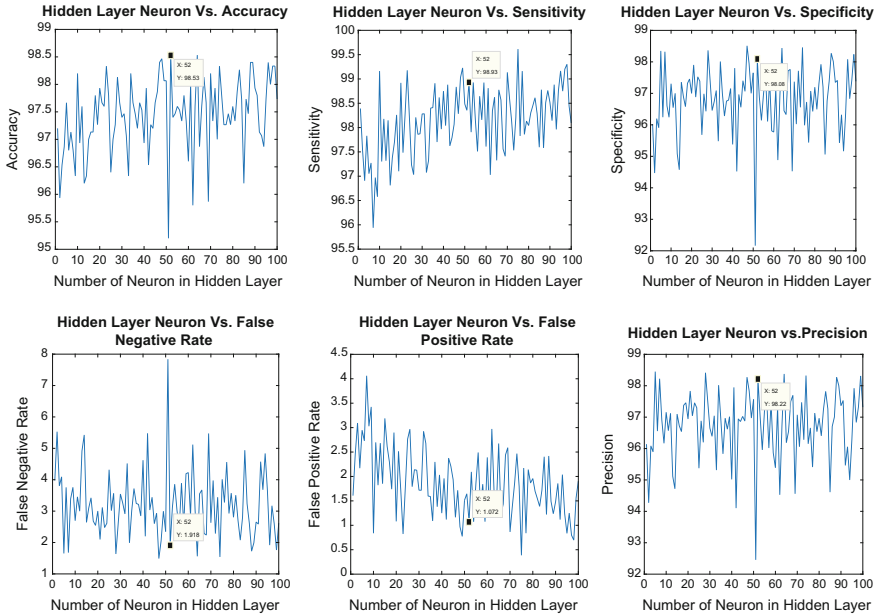 Hidden Layer Neuron Vs. Accuracy
99
98.5
98
97.5
97
96.5
96
95.5
95
Accuracy
X: 52
Y: 98.53
0 10 20 30 40 50 60 70 80 90 100
Number of Neuron in Hidden Layer
Hidden Layer Neuron Vs. Sensitivity
100
99.5
99
98.5
98
97.5
97
96.5
96
95.5
Sensitivity
X: 52
Y: 98.93
0 10 20 30 40 50 60 70 80 90 100
Number of Neuron in Hidden Layer
Hidden Layer Neuron Vs. Specificity
99
98
97
96
95
94
93
92
Specificity
X: 52
Y: 98.08
0 10 20 30 40 50 60 70 80 90 100
Number of Neuron in Hidden Layer
Hidden Layer Neuron Vs. False
Negative Rate
8
7
6
5
4
3
2
1
False Negative Rate
X: 52
Y: 1.918
0 10 20 30 40 50 60 70 80 90 100
Number of Neuron in Hidden Layer
Hidden Layer Neuron Vs. False
Positive Rate
4.5
4
3.5
3
2.5
2
1.5
1
0.5
0
False Positive Rate
X: 52
Y: 1.072
0 10 20 30 40 50 60 70 80 90 100
Number of Neuron in Hidden Layer
Hidden Layer Neuron vs.Precision
99
98
97
96
95
94
93
92
Precision
X: 52
Y: 98.22
0 10 20 30 40 50 60 70 80 90 100
Number of Neuron in Hidden Layer